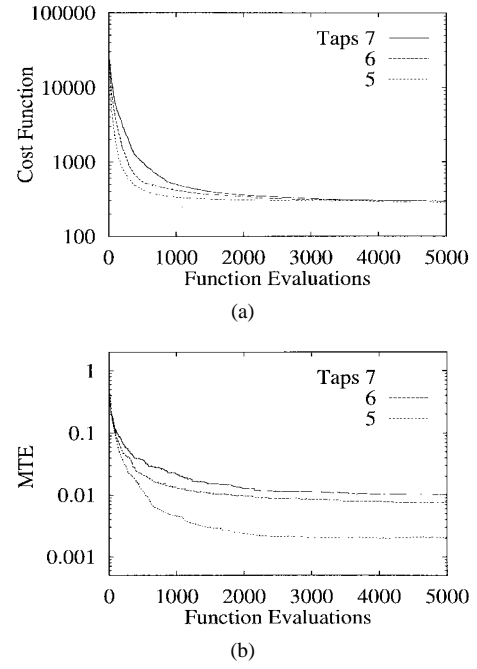 100000
10000
1000
100
Cost Function
Taps 7
6
5
0 1000 2000 3000 4000 5000
Function Evaluations
(a)
1
0.1
0.01
0.001
MTE
Taps 7
6
5
0 1000 2000 3000 4000 5000
Function Evaluations
(b)